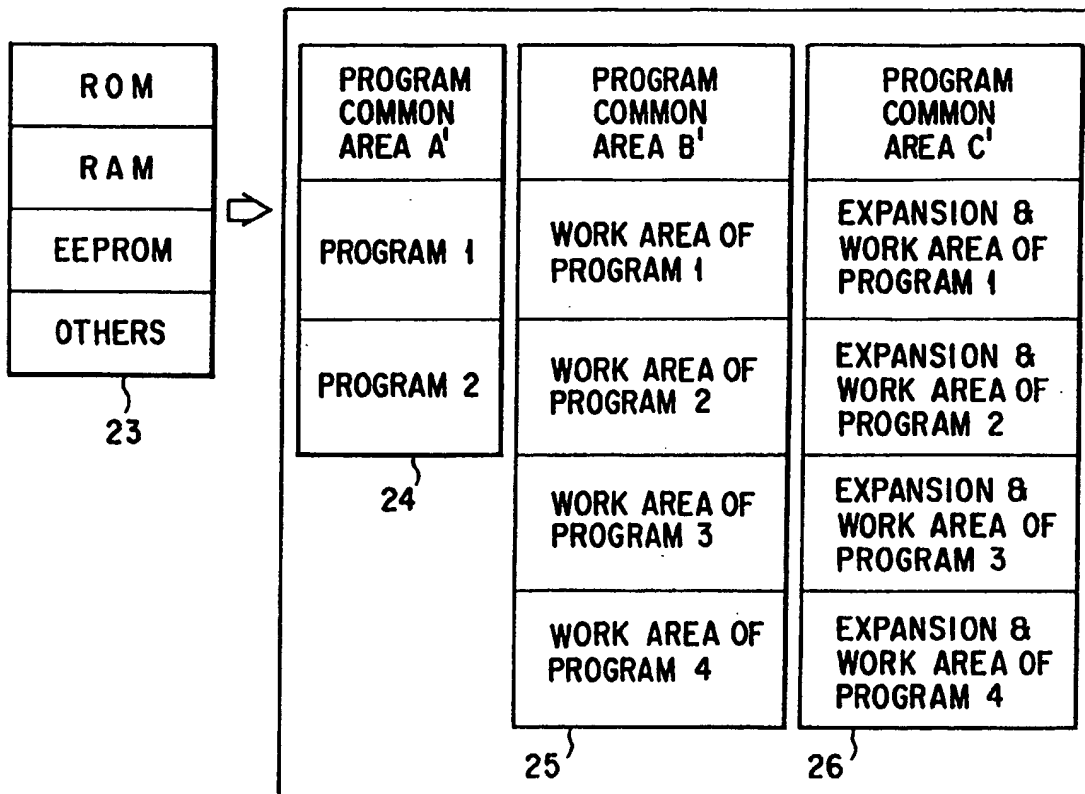 ROM
RAM
EEPROM
OTHERS
23
PROGRAM
COMMON
AREA A'
PROGRAM 1
PROGRAM 2
24
PROGRAM
COMMON
AREA B'
WORK AREA OF
PROGRAM 1
WORK AREA OF
PROGRAM 2
WORK AREA OF
PROGRAM 3
WORK AREA OF
PROGRAM 4
25
PROGRAM
COMMON
AREA C'
EXPANSION &
WORK AREA OF
PROGRAM 1
EXPANSION &
WORK AREA OF
PROGRAM 2
EXPANSION &
WORK AREA OF
PROGRAM 3
EXPANSION &
WORK AREA OF
PROGRAM 4
26